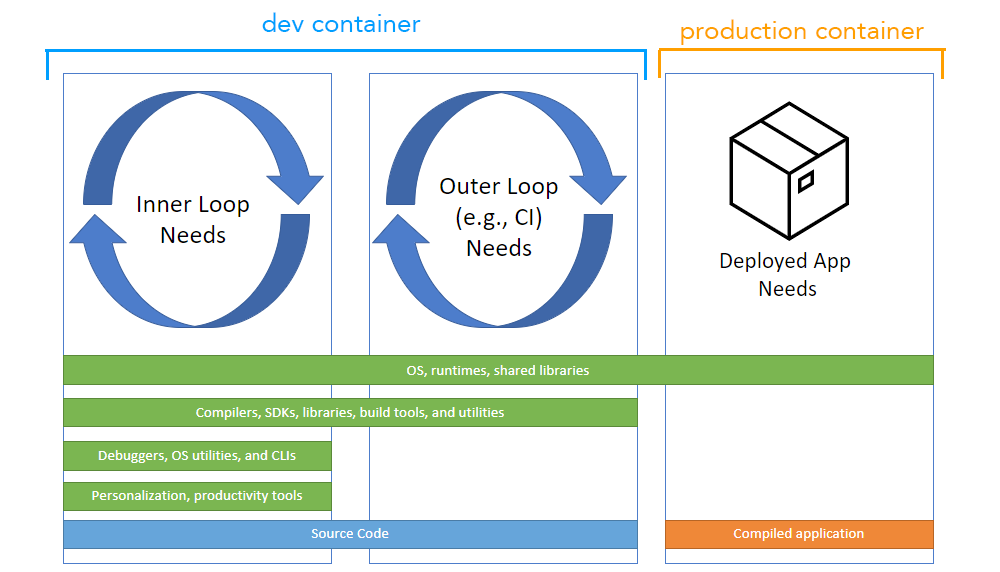 dev container
production container
Inner Loop
Needs
Outer Loop
(e.g., CI)
Needs
Deployed App
Needs
OS, runtimes, shared libraries
Compilers, SDKs, libraries, build tools, and utilities
Debuggers, OS utilities, and CLIs
Personalization, productivity tools
Source Code
Compiled application